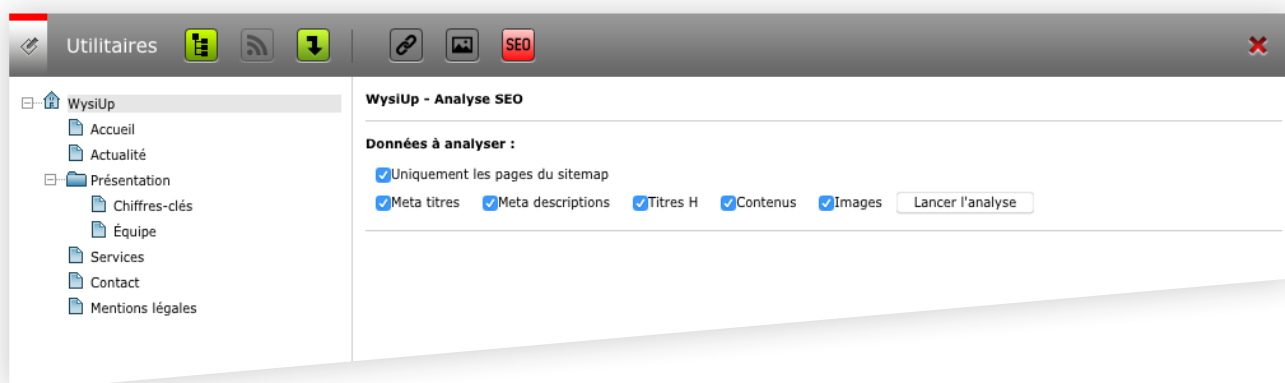 Utilitaires
SEO
WysiUp
Accueil
Actualité
Présentation
Chiffres-clés
Équipe
Services
Contact
Mentions légales
WysiUp - Analyse SEO
Données à analyser :
Uniquement les pages du sitemap
Meta titres Meta descriptions Titres H Contenus Images Lancer l'analyse